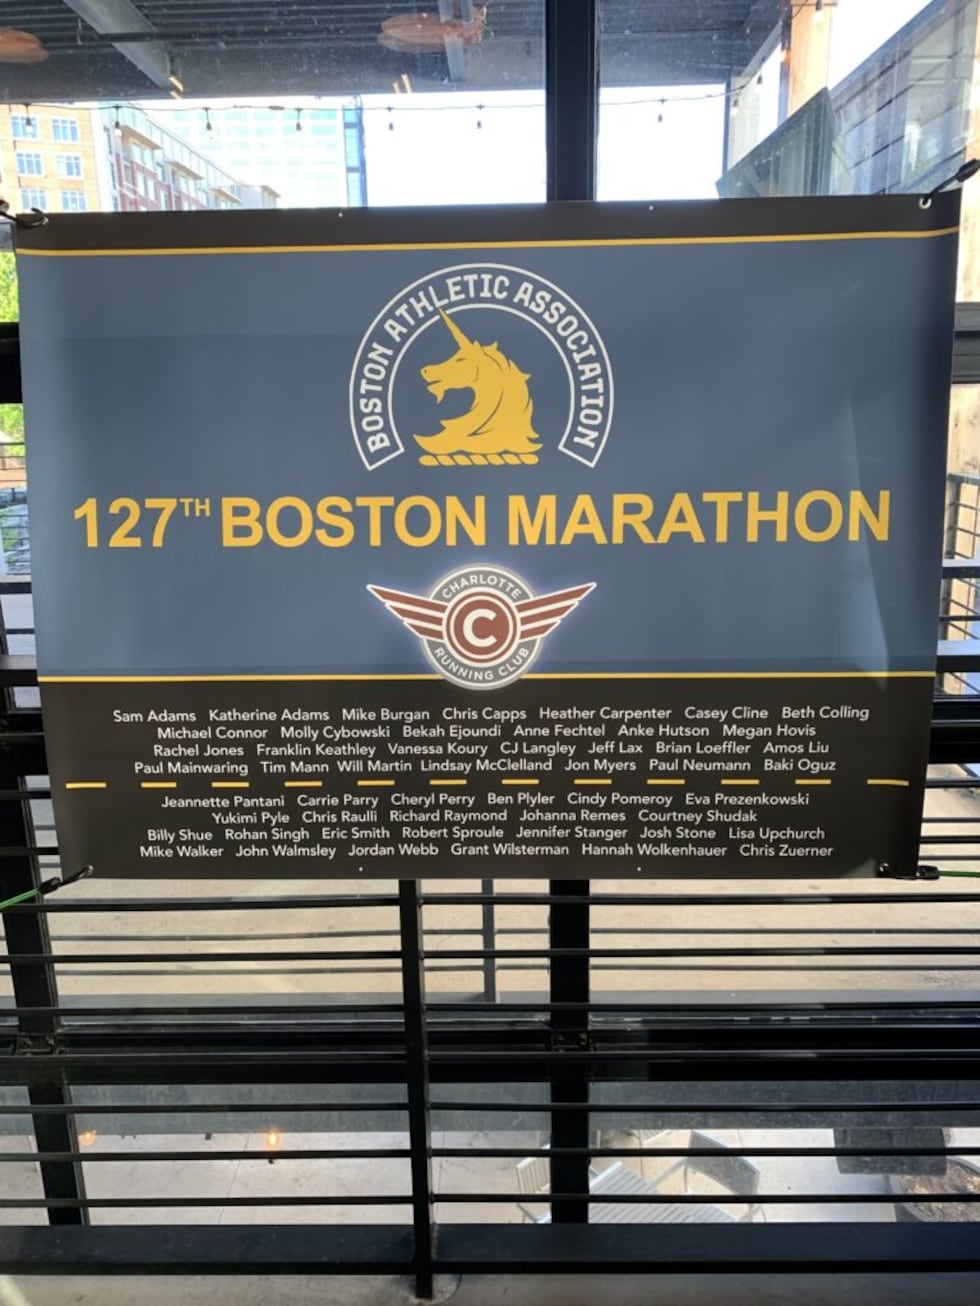 BOSTON ATHLETIC ASSOCIATION
127TH BOSTON MARATHON
CHARLOTTE
C
RUNNING CLUB
Sam Adams Katherine Adams Mike Burgan Chris Capps Heather Carpenter Casey Cline Beth Colling
Michael Connor Molly Cybowski Bekah Ejoundi Anne Fechtel Anke Hutson Megan Hovis
Rachel Jones Franklin Keathley Vanessa Koury CJ Langley Jeff Lax Brian Loeffler Amos Liu
Paul Mainwaring Tim Mann Will Martin Lindsay McClelland Jon Myers Paul Neumann Baki Oguz
Jeannette Pantani Carrie Parry Cheryl Perry Ben Plyler Cindy Pomeroy Eva Prezenkowski
Yukimi Pyle Chris Raulli Richard Raymond Johanna Remes Courtney Shudak
Billy Shue Rohan Singh Eric Smith Robert Sproule Jennifer Stanger Josh Stone Lisa Upchurch
Mike Walker John Walmsley Jordan Webb Grant Wilsterman Hannah Wolkenhauer Chris Zuerner